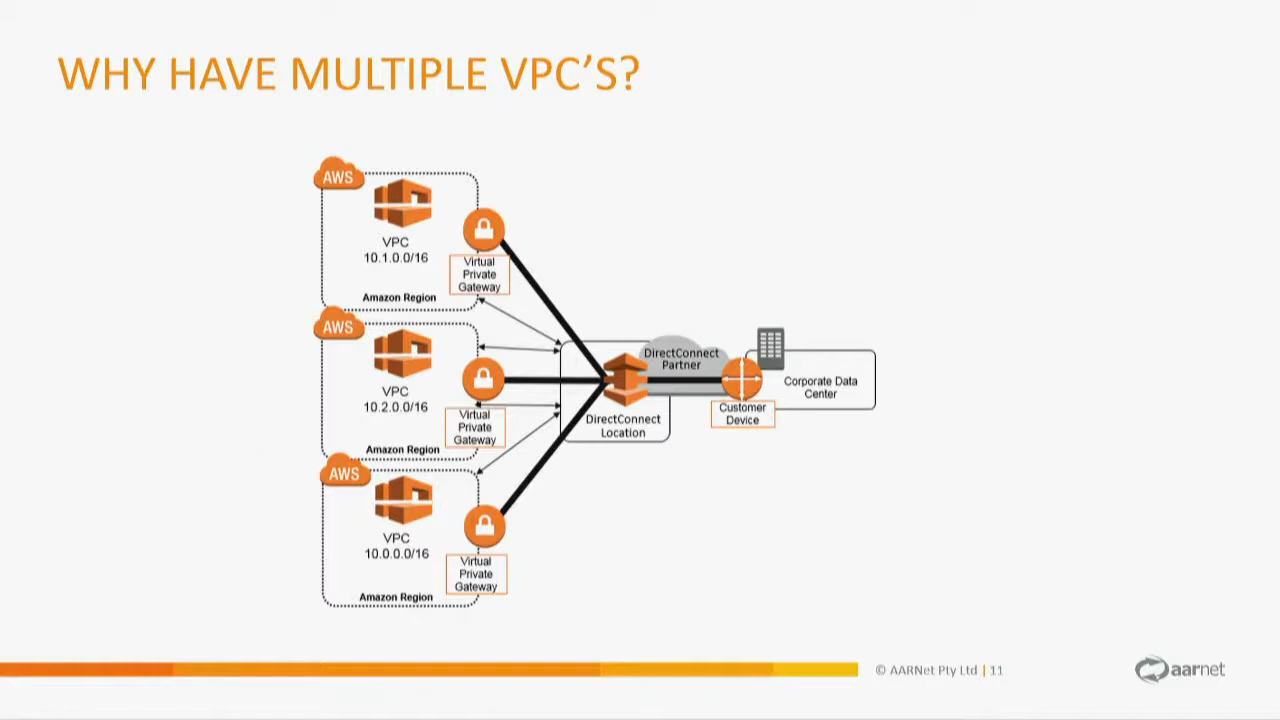 WHY HAVE MULTIPLE VPC'S?
AWS
VPC
10.1.0.0/16
Virtual
Private
Gateway
Amazon Region
AWS
VPC
10.2.0.0/16
Virtual
Private
Gateway
Amazon Region
AWS
VPC
10.0.0.0/16
Virtual
Private
Gateway
Amazon Region
DirectConnect
Partner
DirectConnect
Location
Customer
Device
Corporate Data
Center
© AARNet Pty Ltd | 11
aarnet